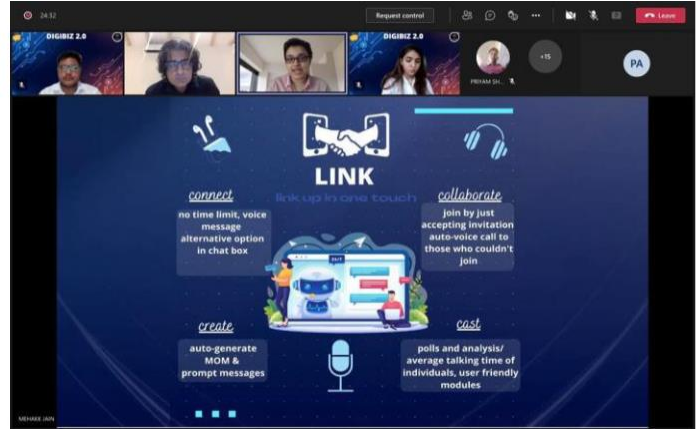 24:32
Request control
Leave
DIGIBIZ 2.0
DIGIBIZ 2.0
PRIYAM SH...
+15
PA
LINK
link up in one touch
connect
no time limit, voice
message
alternative option
in chat box
collaborate
join by just
accepting invitation
auto-voice call to
those who couldn't
join
create
auto-generate
MOM &
prompt messages
cast
polls and analysis/
average talking time of
individuals, user friendly
modules
MEHAKK JAIN